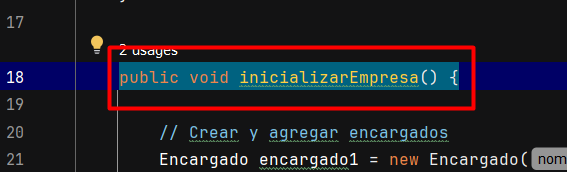 17
2 usages
18 public void inicializarEmpresa() {
19
20 // Crear y agregar encargados
21 Encargado encargado1 = new Encargado( nom